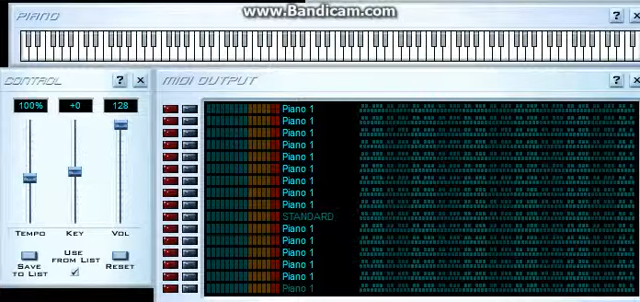 www.Bandicam.com
PIANO
?
×
CONTROL
?
×
MIDI OUTPUT
?
×
100%
+0
128
TEMPO
KEY
VOL
SAVE TO LIST
USE FROM LIST
RESET
Piano 1
Piano 1
Piano 1
Piano 1
Piano 1
Piano 1
Piano 1
Piano 1
Piano 1
STANDARD
Piano 1
Piano 1
Piano 1
Piano 1
Piano 1
Piano 1